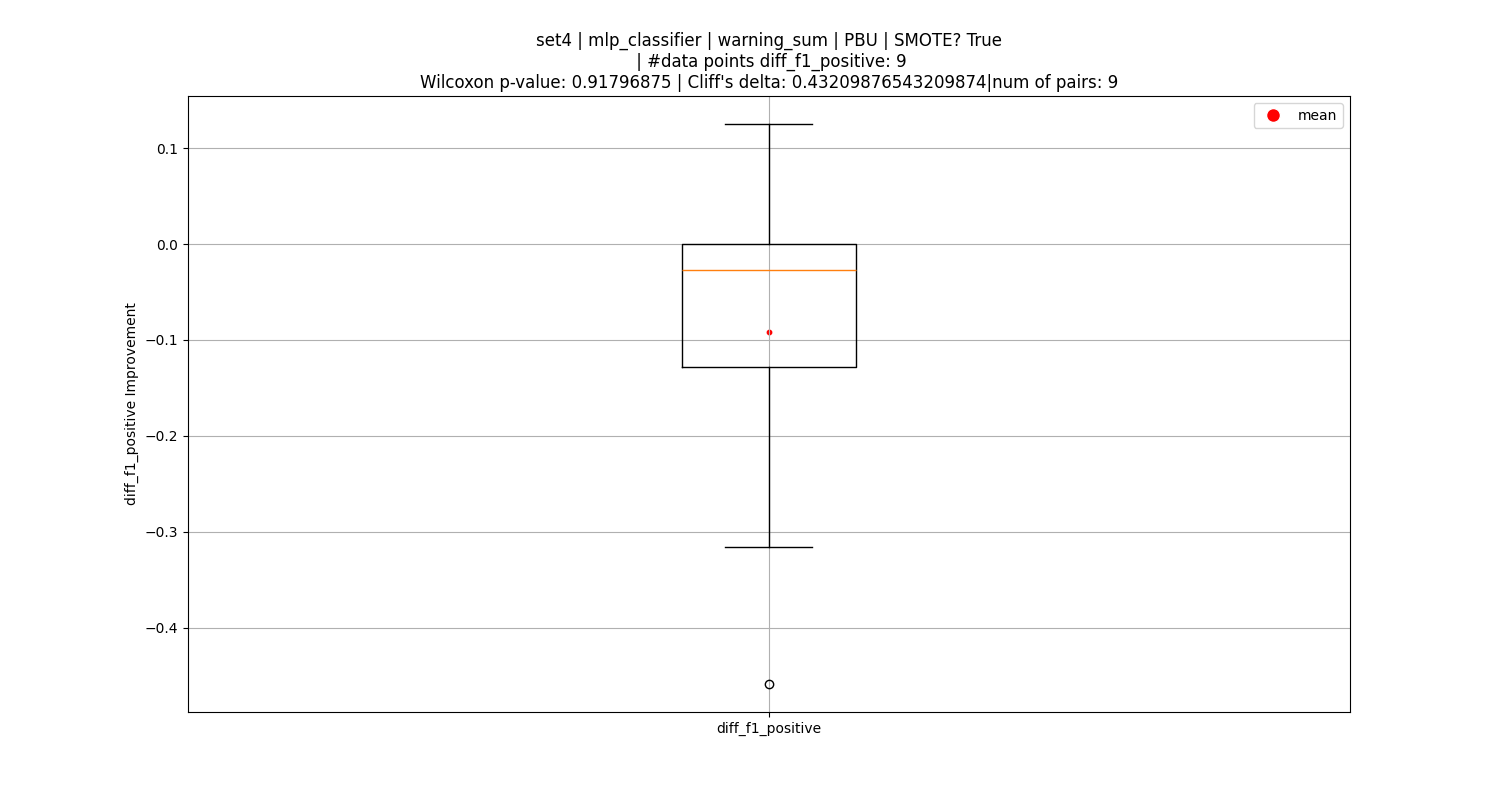 set4 | mlp_classifier | warning_sum | PBU | SMOTE? True
| #data points diff_f1_positive: 9
Wilcoxon p-value: 0.91796875 | Cliff's delta: 0.43209876543209874|num of pairs: 9
mean
0.1
0.0
−0.1
−0.2
−0.3
−0.4
diff_f1_positive Improvement
diff_f1_positive